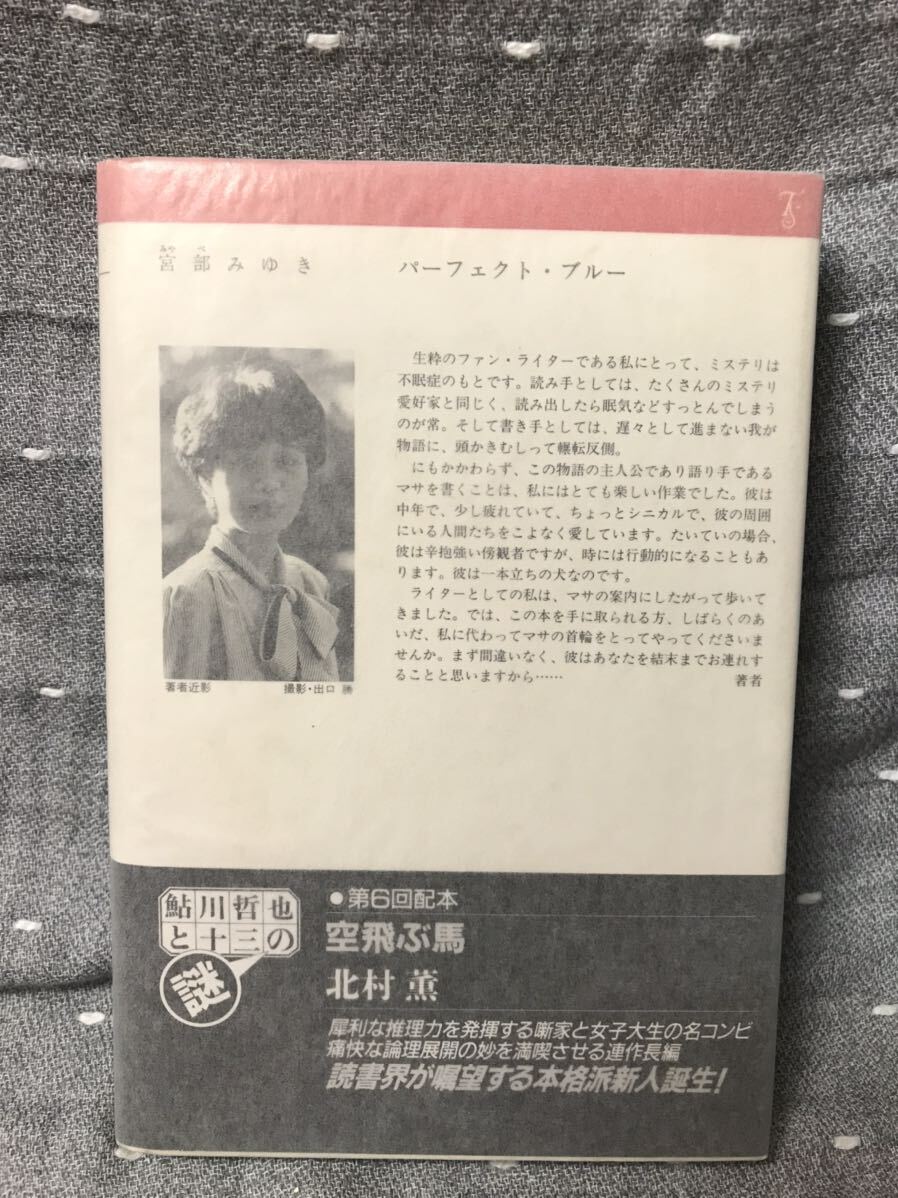 みや べ
宮部みゆき
パーフェクト・ブルー
生粋のファン・ライターである私にとって、ミステリは
不眠症のもとです。読み手としては、たくさんのミステリ
愛好家と同じく、読み出したら眠気などすっとんでしまう
のが常。そして書き手としては、遅々として進まない我が
物語に、頭かきむしって輾転反側。
にもかかわらず、この物語の主人公であり語り手である
マサを書くことは、私にはとても楽しい作業でした。彼は
中年で、少し疲れていて、ちょっとシニカルで、彼の周囲
にいる人間たちをこよなく愛しています。たいていの場合、
彼は辛抱強い傍観者ですが、時には行動的になることもあ
ります。彼は一本立ちの犬なのです。
ライターとしての私は、マサの案内にしたがって歩いて
きました。では、この本を手に取られる方、しばらくのあ
いだ、私に代わってマサの首輪をとってやってくださいま
せんか。まず間違いなく、彼はあなたを結末までお連れす
ることと思いますから……　著者
著者近影　撮影・出口 勝
鮎川哲也
と十三の
謎
●第6回配本
空飛ぶ馬
北村 薫
犀利な推理力を発揮する噺家と女子大生の名コンビ
痛快な論理展開の妙を満喫させる連作長編
読書界が嘱望する本格派新人誕生!